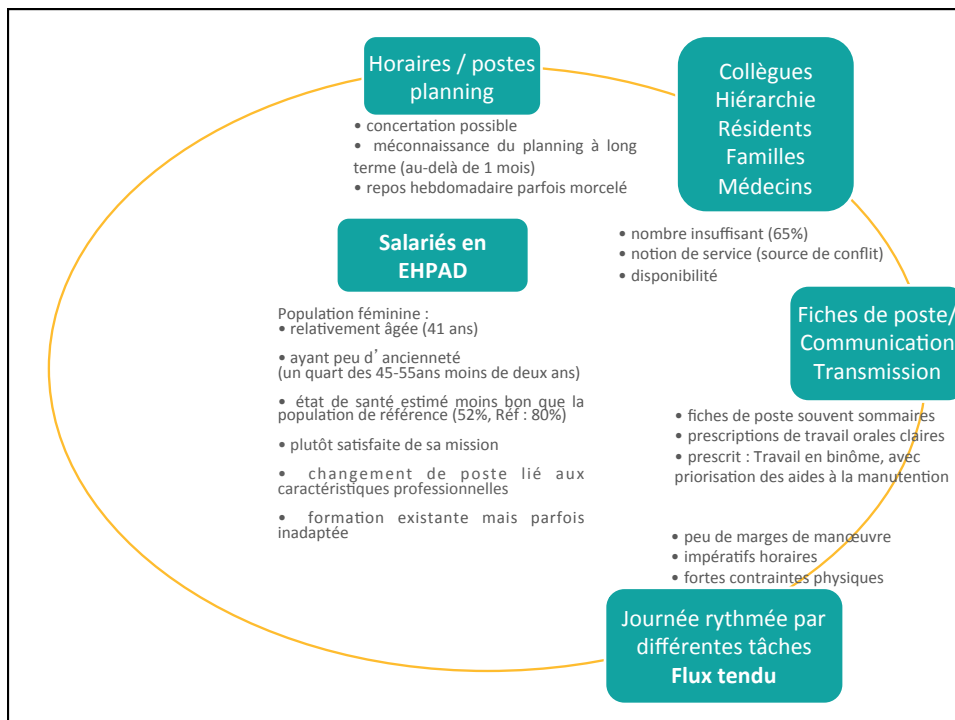 Horaires / postes
planning
• concertation possible
• méconnaissance du planning à long
terme (au-delà de 1 mois)
• repos hebdomadaire parfois morcelé
Collègues
Hiérarchie
Résidents
Familles
Médecins
• nombre insuffisant (65%)
• notion de service (source de conflit)
• disponibilité
Salariés en
EHPAD
Population féminine :
• relativement âgée (41 ans)
• ayant peu d'ancienneté
(un quart des 45-55ans moins de deux ans)
• état de santé estimé moins bon que la
population de référence (52%, Réf : 80%)
• plutôt satisfaite de sa mission
• changement de poste lié aux
caractéristiques professionnelles
• formation existante mais parfois
inadaptée
Fiches de poste/
Communication
Transmission
• fiches de poste souvent sommaires
• prescriptions de travail orales claires
• prescrit : Travail en binôme, avec
priorisation des aides à la manutention
• peu de marges de manœuvre
• impératifs horaires
• fortes contraintes physiques
Journée rythmée par
différentes tâches
Flux tendu